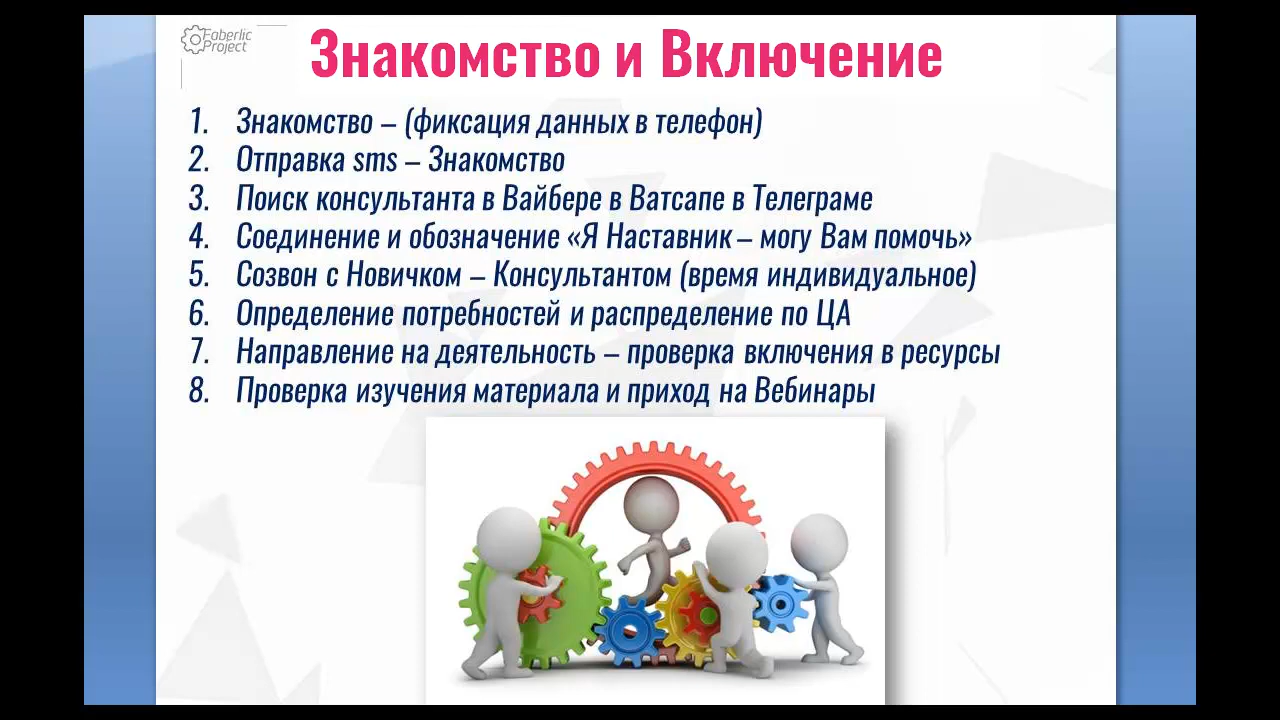 Faberlic
Project
Знакомство и Включение
1. Знакомство – (фиксация данных в телефон)
2. Отправка sms – Знакомство
3. Поиск консультанта в Вайбере в Ватсапе в Телеграме
4. Соединение и обозначение «Я Наставник – могу Вам помочь»
5. Созвон с Новичком – Консультантом (время индивидуальное)
6. Определение потребностей и распределение по ЦА
7. Направление на деятельность – проверка включения в ресурсы
8. Проверка изучения материала и приход на Вебинары